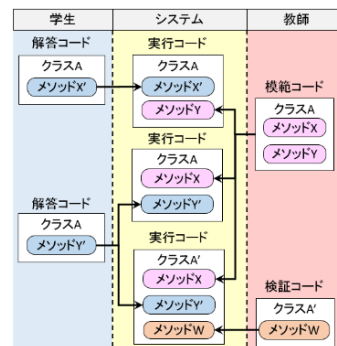 学生 システム 教師
解答コード
クラスA
メソッドX'
解答コード
クラスA
メソッドY'
実行コード
クラスA
メソッドX'
メソッドY
実行コード
クラスA
メソッドX
メソッドY'
実行コード
クラスA'
メソッドX
メソッドY'
メソッドW
模範コード
クラスA
メソッドX
メソッドY
検証コード
クラスA'
メソッドW